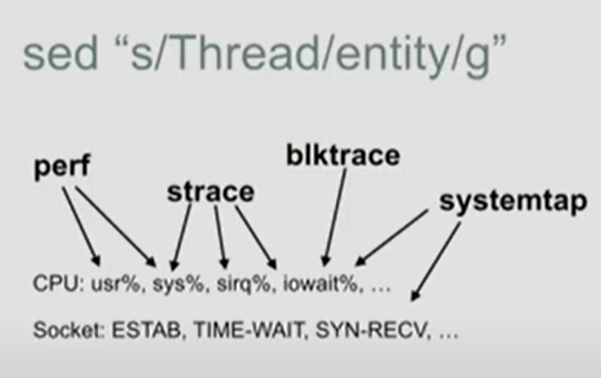 sed “s/Thread/entity/g”
blktrace
perf
strace
systemtap
CPU: usr%, sys%, sirq%, iowait%, ...
Socket: ESTAB, TIME-WAIT, SYN-RECV, ...